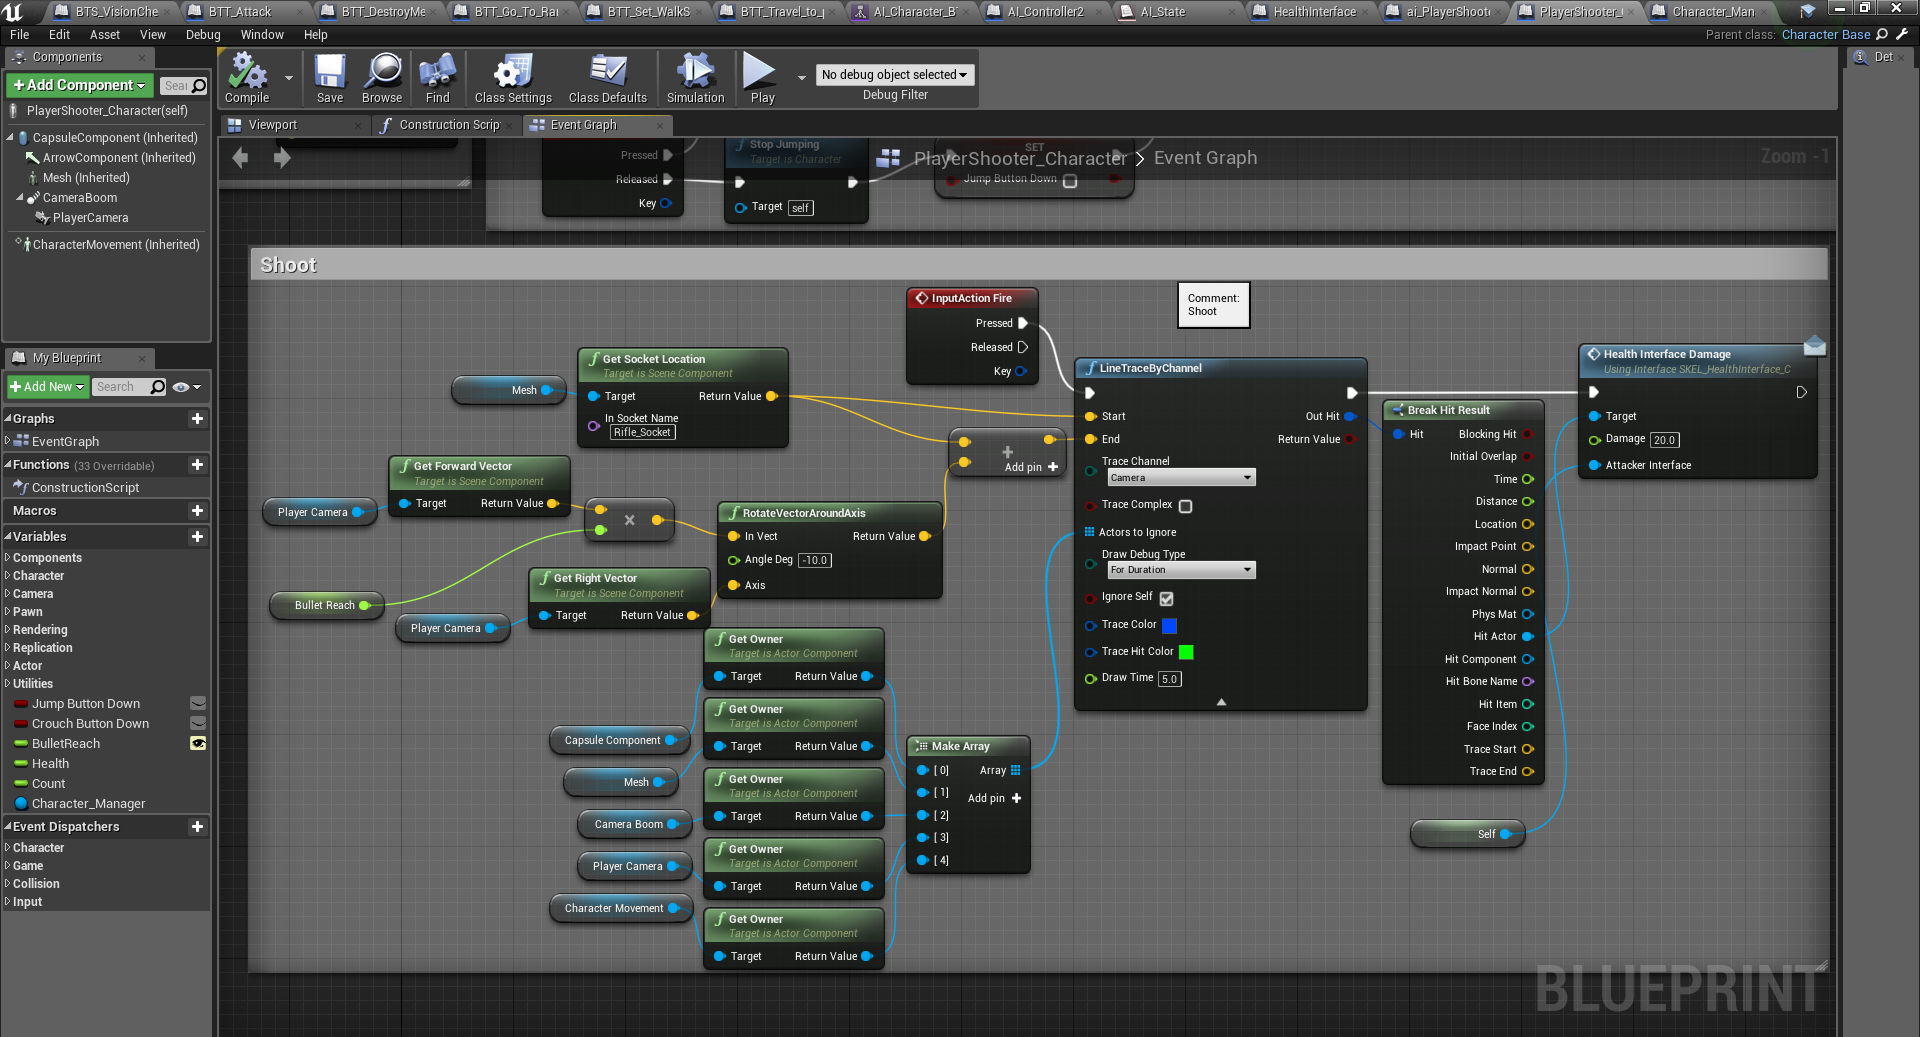 BTS_VisionChe
BTT_Attack
BTT_DestroyMe
BTT_Go_To_Ra
BTT_Set_WalkS
BTT_Travel_to_
AI_Character_B
AI_Controller2
AI_State
HealthInterface
ai_PlayerShoot
PlayerShooter_
Character_Man
File Edit Asset View Debug Window Help
Parent class: Character Base
Components
Det
+Add Component
Sear
PlayerShooter_Character(self)
CapsuleComponent (Inherited)
ArrowComponent (Inherited)
Mesh (Inherited)
CameraBoom
PlayerCamera
CharacterMovement (Inherited)
Compile
Save
Browse
Find
Class Settings
Class Defaults
Simulation
Play
No debug object selected
Debug Filter
Viewport
Construction Scrip
Event Graph
PlayerShooter_Character > Event Graph
Zoom -1
Pressed
Released
Key
Stop Jumping
Target is Character
Target self
SET
Jump Button Down
My Blueprint
+Add New
Search
Graphs
EventGraph
Functions (33 Overridable)
ConstructionScript
Macros
Variables
Components
Character
Camera
Pawn
Rendering
Replication
Actor
Utilities
Jump Button Down
Crouch Button Down
BulletReach
Health
Count
Character_Manager
Event Dispatchers
Character
Game
Collision
Input
Shoot
InputAction Fire
Pressed
Released
Key
Comment:
Shoot
Mesh
Get Socket Location
Target is Scene Component
Target Return Value
In Socket Name
Rifle_Socket
Player Camera
Get Forward Vector
Target is Scene Component
Target Return Value
Bullet Reach
Player Camera
Get Right Vector
Target is Scene Component
Target Return Value
RotateVectorAroundAxis
In Vect Return Value
Angle Deg -10.0
Axis
Add pin +
LineTraceByChannel
Start Out Hit
End Return Value
Trace Channel
Camera
Trace Complex
Actors to Ignore
Draw Debug Type
For Duration
Ignore Self
Trace Color
Trace Hit Color
Draw Time 5.0
Break Hit Result
Hit Blocking Hit
Initial Overlap
Time
Distance
Location
Impact Point
Normal
Impact Normal
Phys Mat
Hit Actor
Hit Component
Hit Bone Name
Hit Item
Face Index
Trace Start
Trace End
Health Interface Damage
Using Interface SKEL_HealthInterface_C
Target
Damage 20.0
Attacker Interface
Self
Capsule Component
Mesh
Camera Boom
Player Camera
Character Movement
Get Owner
Target is Actor Component
Target Return Value
Get Owner
Target is Actor Component
Target Return Value
Get Owner
Target is Actor Component
Target Return Value
Get Owner
Target is Actor Component
Target Return Value
Get Owner
Target is Actor Component
Target Return Value
Make Array
[0] Array
[1] Add pin +
[2]
[3]
[4]
BLUEPRINT